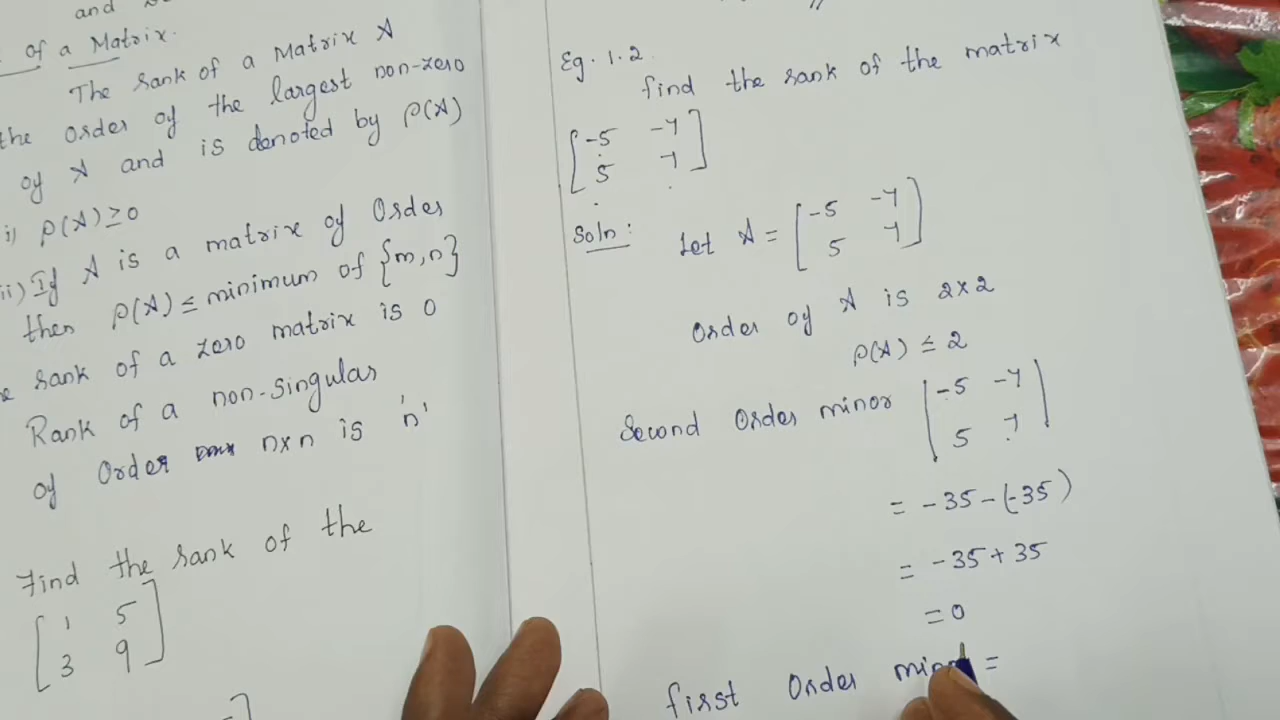 and
of a Matrix.
The rank of a Matrix A
the order of the largest non-zero
of A and is denoted by ρ(A)
i) ρ(A) ≥ 0
ii) If A is a matrix of Order
then ρ(A) ≤ minimum of {m,n}
rank of a zero matrix is 0
Rank of a non-singular
of Order n×n is 'n'
Find the rank of the
[1 5
3 9]
Eg. 1.2
find the rank of the matrix
[-5 -7
5 7]
Soln: Let A = [-5 -7
5 7]
Order of A is 2×2
ρ(A) ≤ 2
Second Order minor |-5 -7
5 7|
= -35-(-35)
= -35+35
= 0
first Order minor =